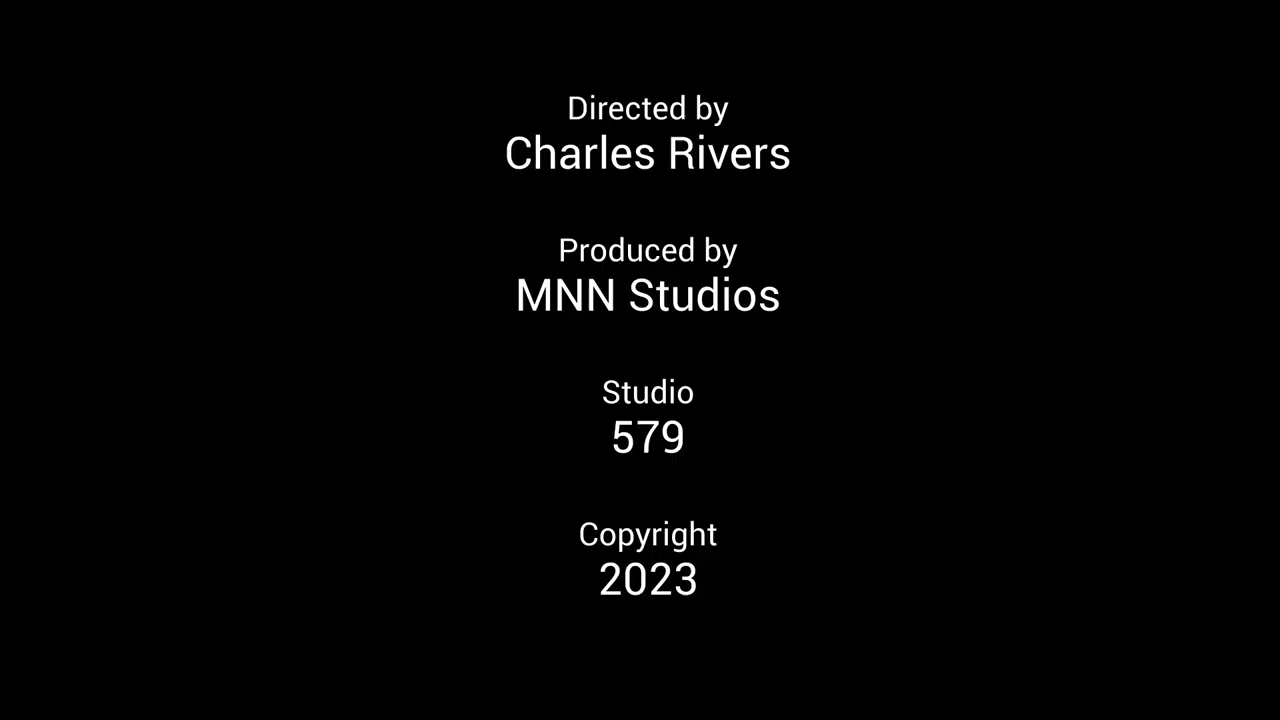 Directed by
Charles Rivers
Produced by
MNN Studios
Studio
579
Copyright
2023